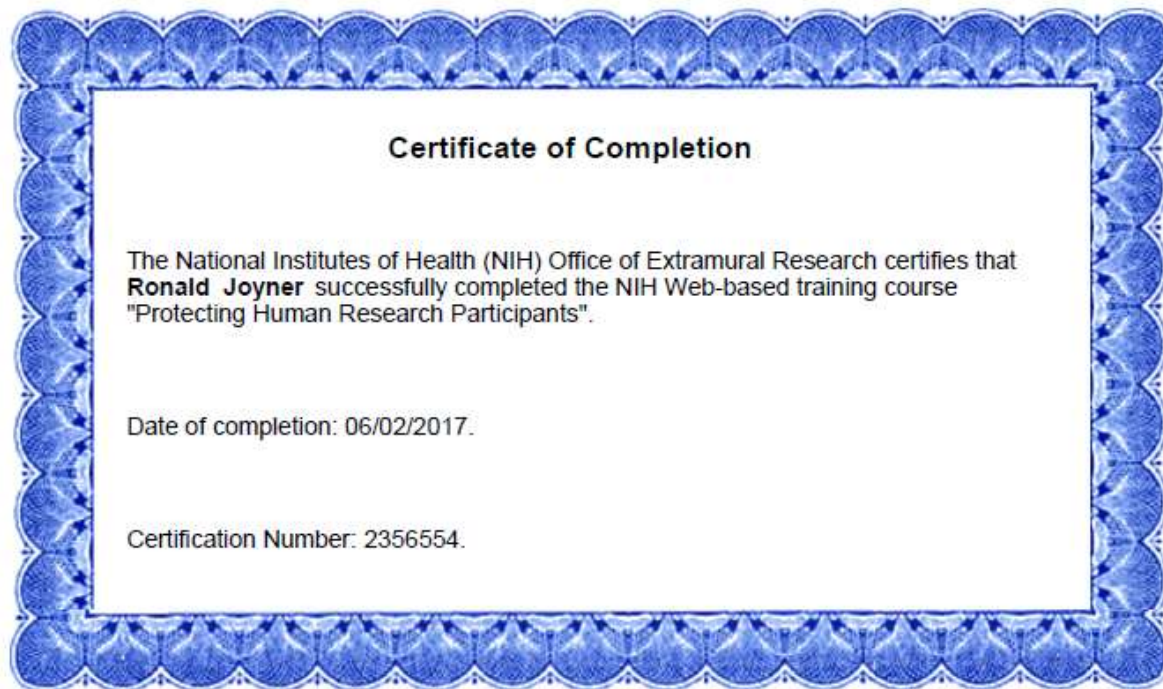 Certificate of Completion
The National Institutes of Health (NIH) Office of Extramural Research certifies that
Ronald Joyner successfully completed the NIH Web-based training course
"Protecting Human Research Participants".
Date of completion: 06/02/2017.
Certification Number: 2356554.